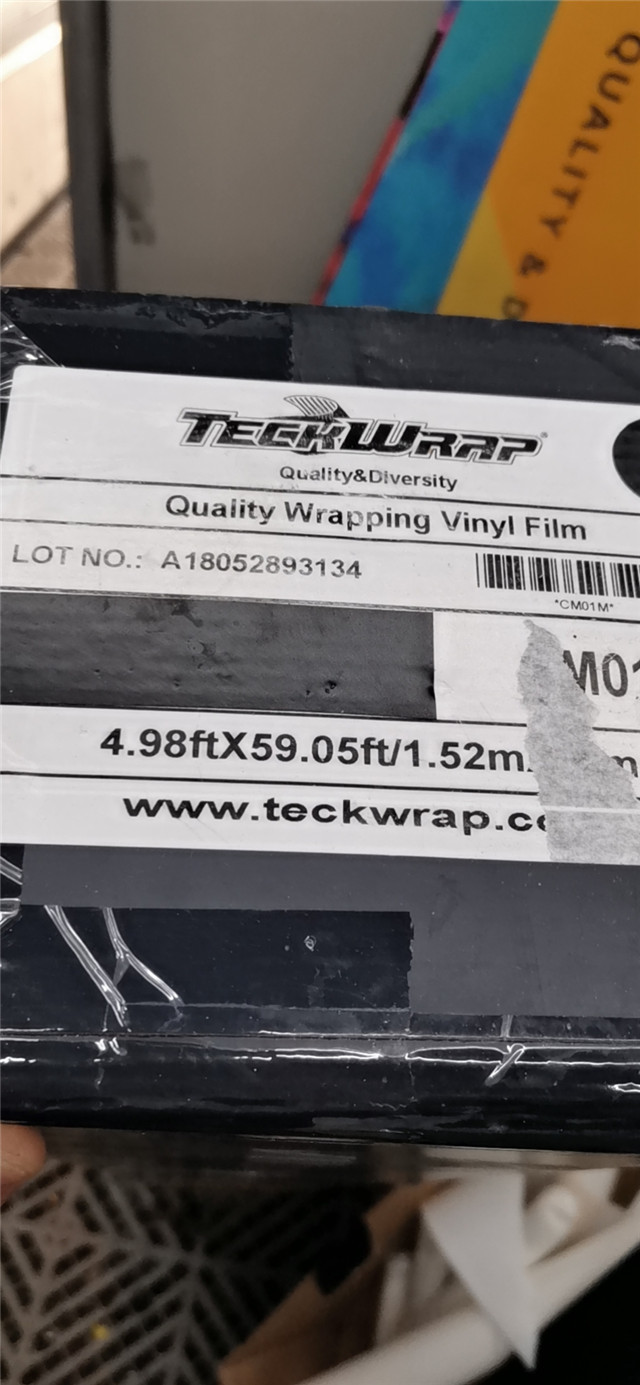 QUALITY & D
TECKWRAP®
Quality&Diversity
Quality Wrapping Vinyl Film
LOT NO.: A18052893134
*CM01M*
M01
4.98ftX59.05ft/1.52m
www.teckwrap.c